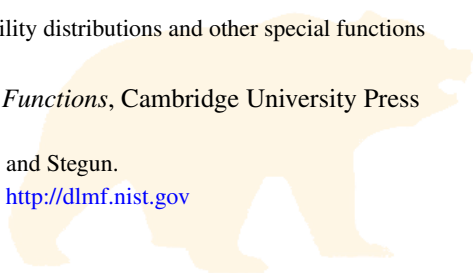 ility distributions and other special functions
Functions, Cambridge University Press
and Stegun.
http://dlmf.nist.gov